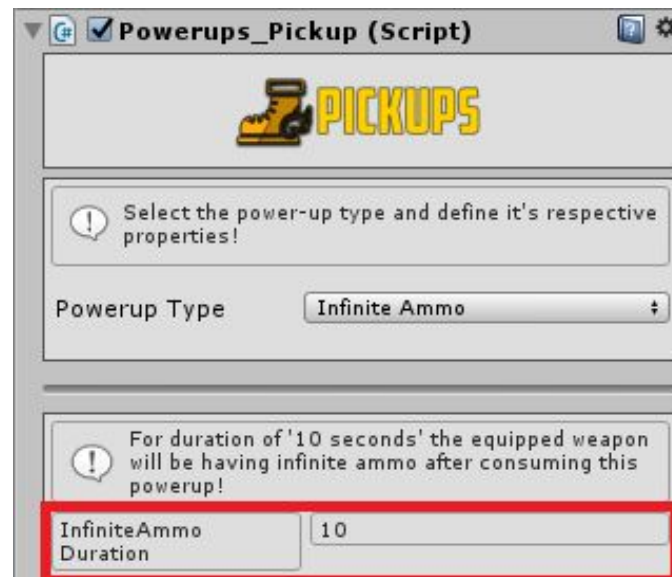 Powerups_Pickup (Script)
PICKUPS
Select the power-up type and define it's respective
properties!
Powerup Type
Infinite Ammo
For duration of '10 seconds' the equipped weapon
will be having infinite ammo after consuming this
powerup!
InfiniteAmmo
Duration
10